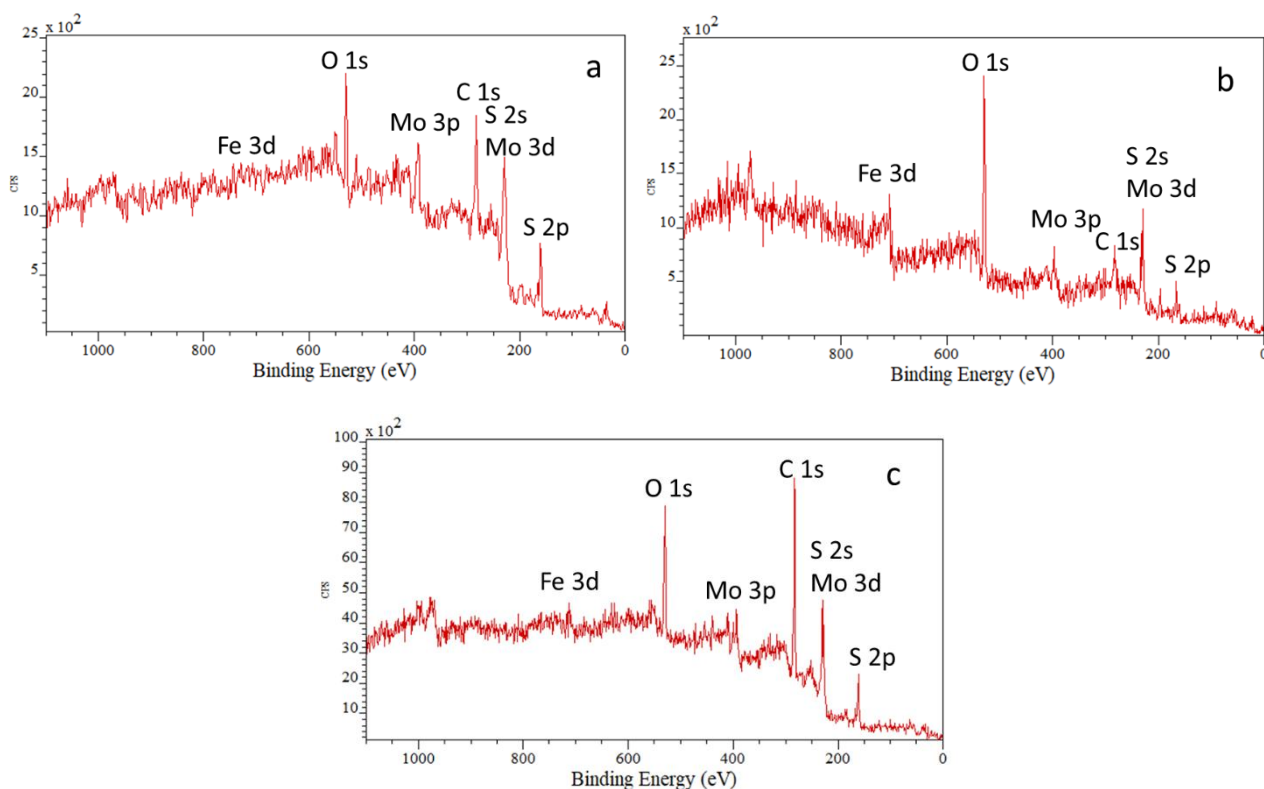 x 10²
25
20
15
10
5
CPS
O 1s
a
C 1s
S 2s
Mo 3d
Mo 3p
Fe 3d
S 2p
1000 800 600 400 200 0
Binding Energy (eV)
x 10²
25
20
15
10
5
CPS
O 1s
b
S 2s
Mo 3d
Fe 3d
Mo 3p
C 1s
S 2p
1000 800 600 400 200 0
Binding Energy (eV)
x 10²
100
90
80
70
60
50
40
30
20
10
CPS
C 1s
c
O 1s
S 2s
Fe 3d
Mo 3p
Mo 3d
S 2p
1000 800 600 400 200 0
Binding Energy (eV)